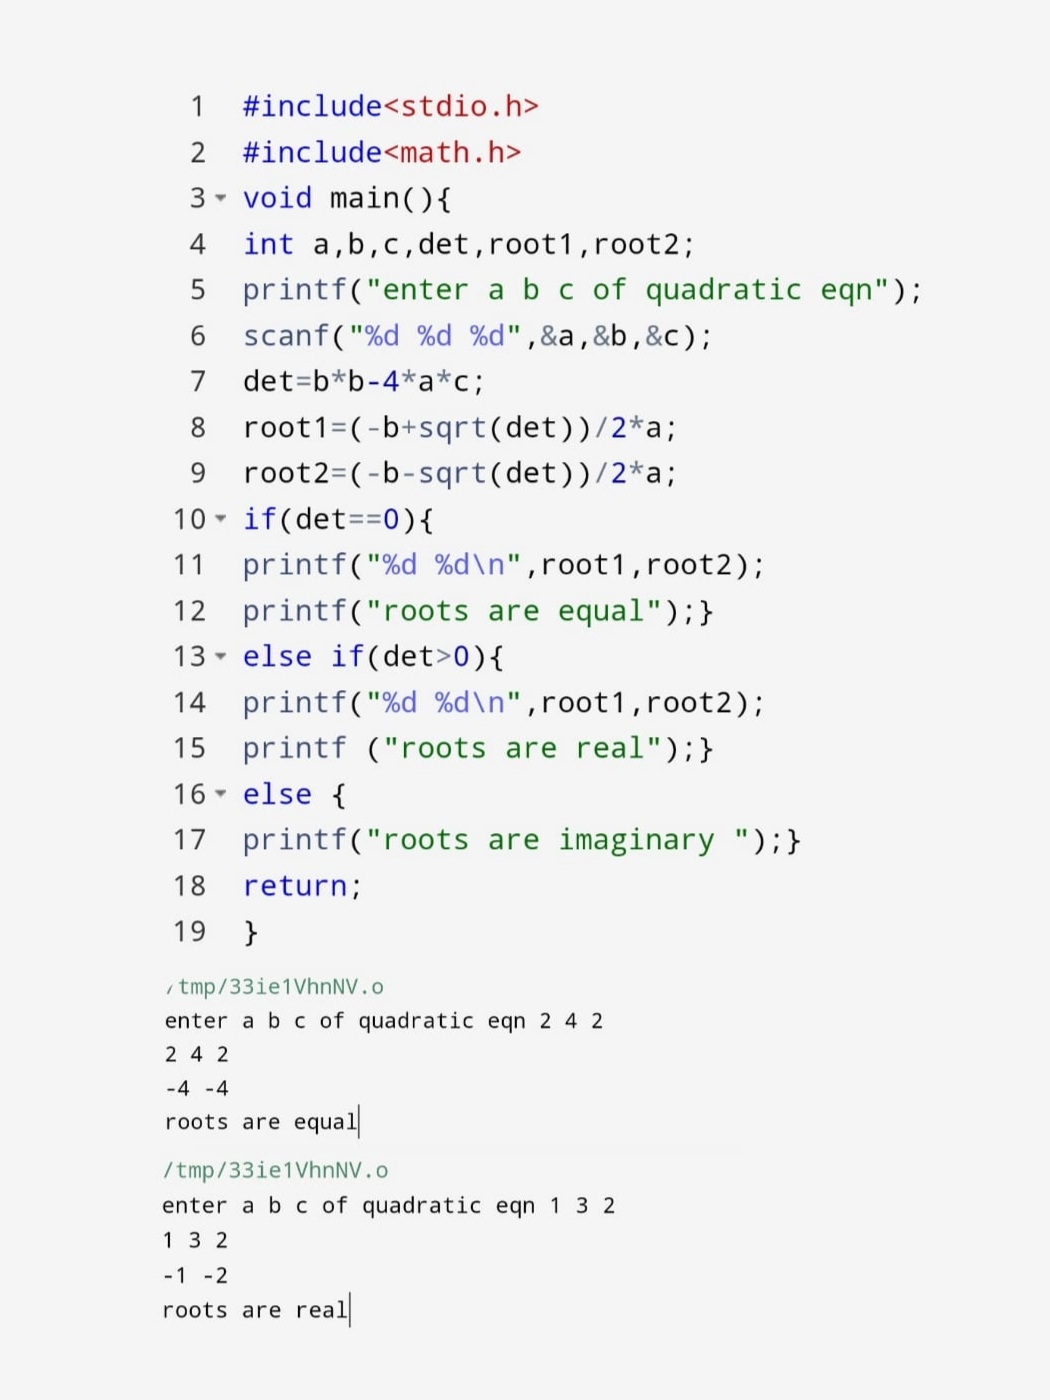 1 #include<stdio.h>
2 #include<math.h>
3 void main(){
4 int a,b,c,det,root1,root2;
5 printf("enter a b c of quadratic eqn");
6 scanf("%d %d %d",&a,&b,&c);
7 det=b*b-4*a*c;
8 root1=(-b+sqrt(det))/2*a;
9 root2=(-b-sqrt(det))/2*a;
10 if(det==0){
11 printf("%d %d\n",root1,root2);
12 printf("roots are equal");}
13 else if(det>0){
14 printf("%d %d\n",root1,root2);
15 printf ("roots are real");}
16 else {
17 printf("roots are imaginary ");}
18 return;
19 }
/tmp/33ie1VhnNV.o
enter a b c of quadratic eqn 2 4 2
2 4 2
-4 -4
roots are equal
/tmp/33ie1VhnNV.o
enter a b c of quadratic eqn 1 3 2
1 3 2
-1 -2
roots are real